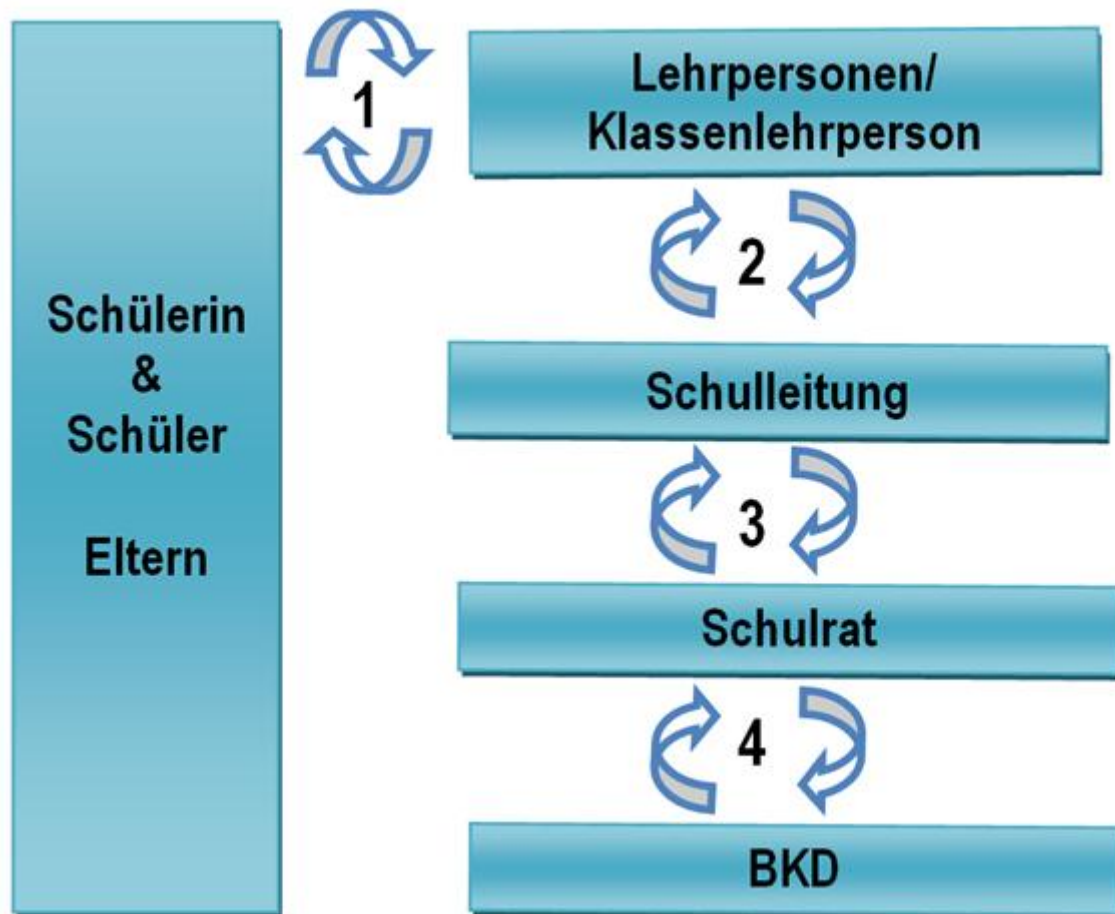 Schülerin
&
Schüler
Eltern
1
Lehrpersonen/
Klassenlehrperson
2
Schulleitung
3
Schulrat
4
BKD